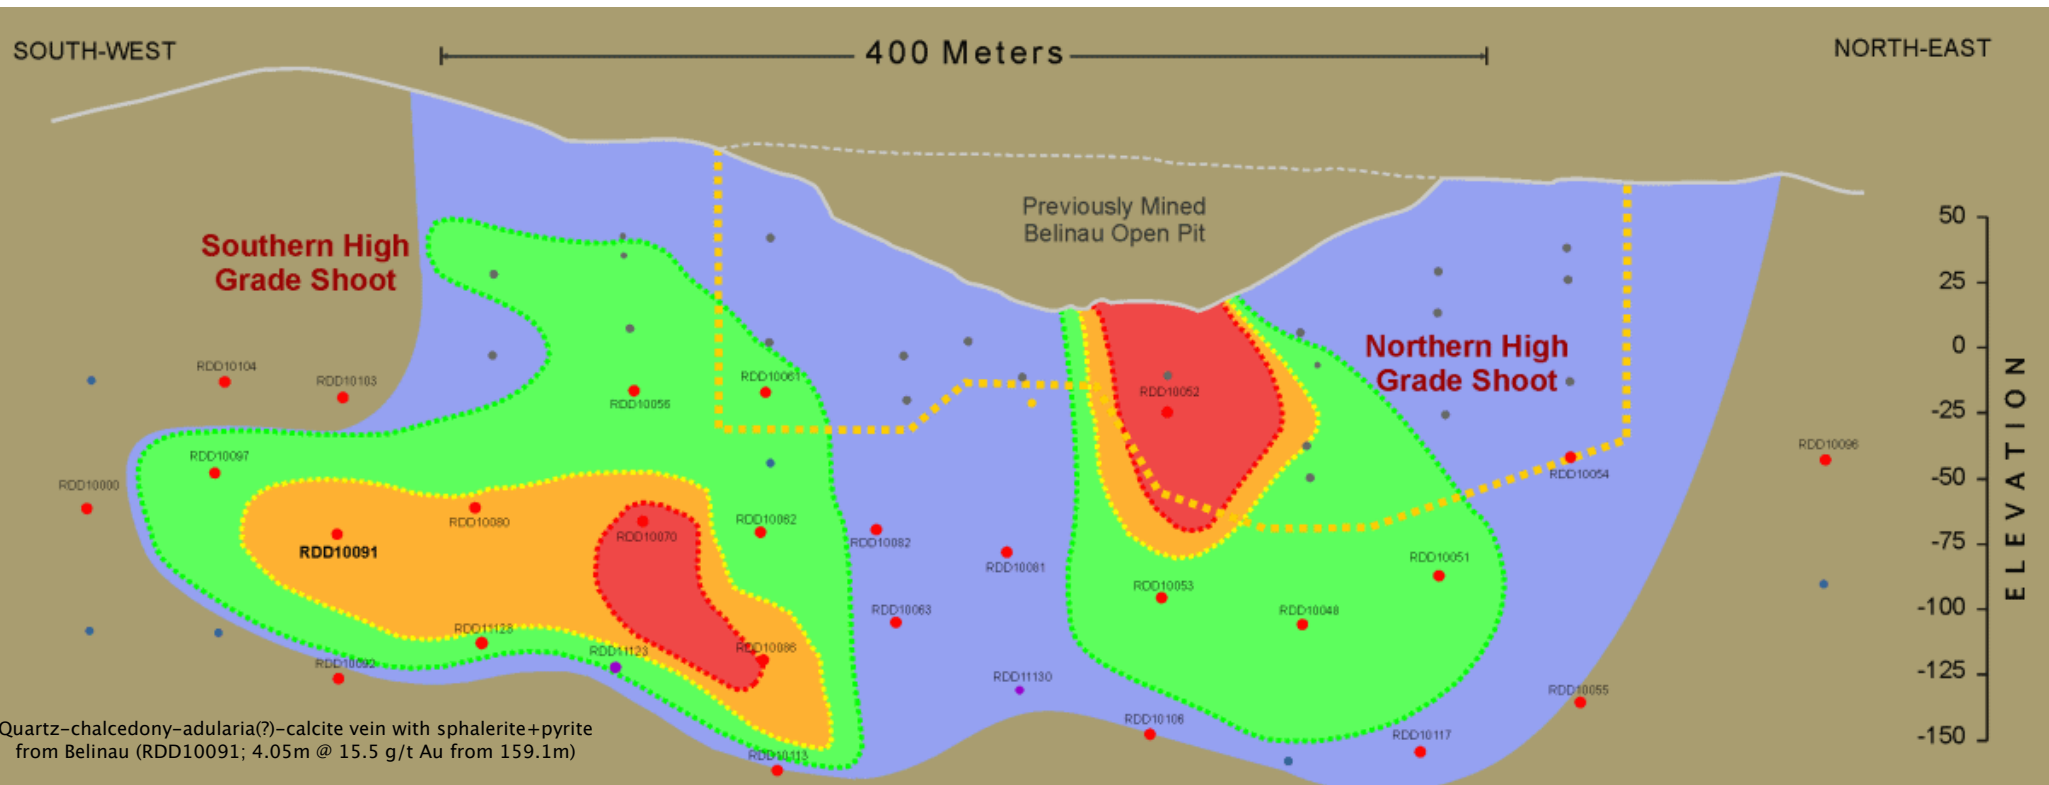 SOUTH-WEST
400 Meters
NORTH-EAST
Previously Mined
Belinau Open Pit
50
Southern High
Grade Shoot
25
Northern High
Grade Shoot
0
RDD10104
RDD10103
RDD10061
RDD10056
RDD10052
-25
ELEVATION
RDD10096
RDD10097
RDD10054
-50
RDD10000
RDD10080
RDD10070
RDD10062
RDD10082
-75
RDD10091
RDD10081
RDD10051
RDD10053
-100
RDD10063
RDD10048
RDD11128
RDD11123
RDD10086
RDD10092
-125
RDD11130
RDD10055
RDD10106
RDD10117
-150
RDD10113
Quartz-chalcedony-adularia(?)-calcite vein with sphalerite+pyrite
from Belinau (RDD10091; 4.05m @ 15.5 g/t Au from 159.1m)